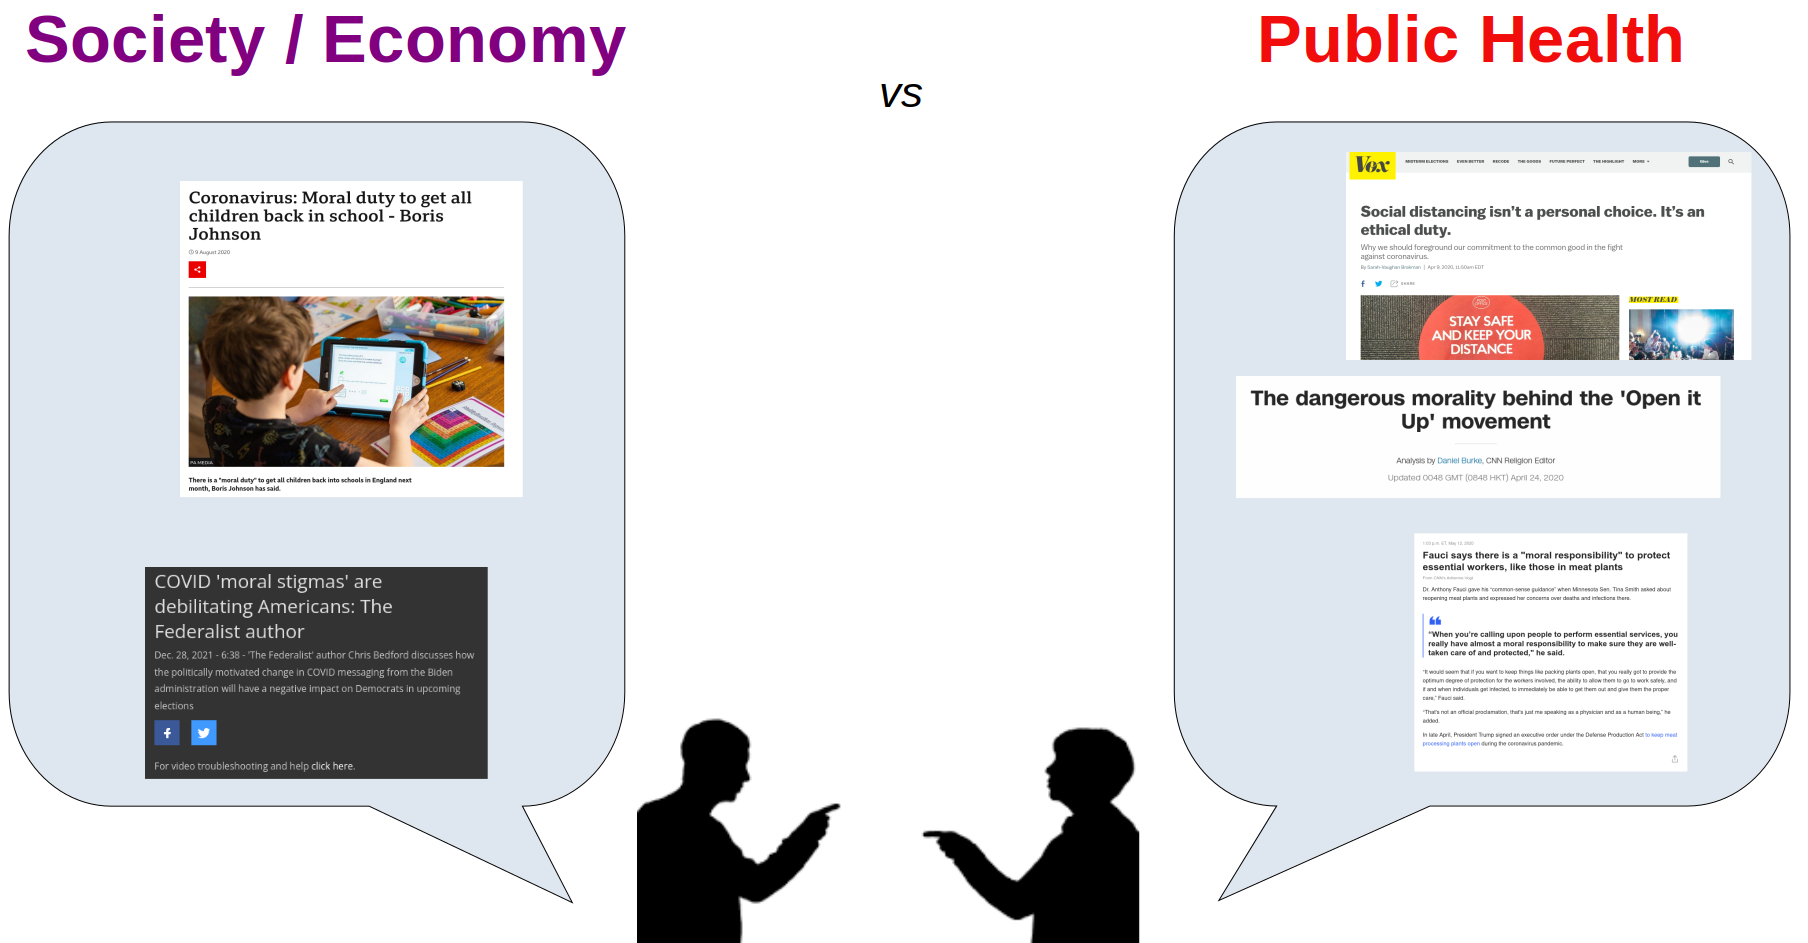 Society / Economy
vs
Public Health
Coronavirus: Moral duty to get all
children back in school - Boris
Johnson
9 August 2020
PA MEDIA
There is a "moral duty" to get all children back into schools in England next
month, Boris Johnson has said.
COVID 'moral stigmas' are
debilitating Americans: The
Federalist author
Dec. 28, 2021 - 6:38 - 'The Federalist' author Chris Bedford discusses how
the politically motivated change in COVID messaging from the Biden
administration will have a negative impact on Democrats in upcoming
elections
For video troubleshooting and help click here.
Vox
MIDTERM ELECTIONS EVEN BETTER RECODE THE GOODS FUTURE PERFECT THE HIGHLIGHT MORE
Social distancing isn't a personal choice. It's an
ethical duty.
Why we should foreground our commitment to the common good in the fight
against coronavirus.
By Sarah-Vaughan Brakman | Apr 9, 2020, 11:50am EDT
SHARE
STAY SAFE
AND KEEP YOUR
DISTANCE
MOST READ
The dangerous morality behind the 'Open it
Up' movement
Analysis by Daniel Burke, CNN Religion Editor
Updated 0048 GMT (0848 HKT) April 24, 2020
Fauci says there is a "moral responsibility" to protect
essential workers, like those in meat plants
Dr. Anthony Fauci gave his "common-sense guidance" when Minnesota Sen. Tina Smith asked about
reopening meat plants and expressed her concerns over deaths and infections there.
"When you're calling upon people to perform essential services, you
really have almost a moral responsibility to make sure they are well-
taken care of and protected," he said.
"It would seem that if you want to keep things like packing plants open, that you really got to provide the
optimum degree of protection for the workers involved, the ability to allow them to go to work safely, and
if and when individuals get infected, to immediately be able to get them out and give them the proper
care," Fauci said.
"That's not an official proclamation, that's just me speaking as a physician and as a human being," he
added.
In late April, President Trump signed an executive order under the Defense Production Act to keep meat
processing plants open during the coronavirus pandemic.